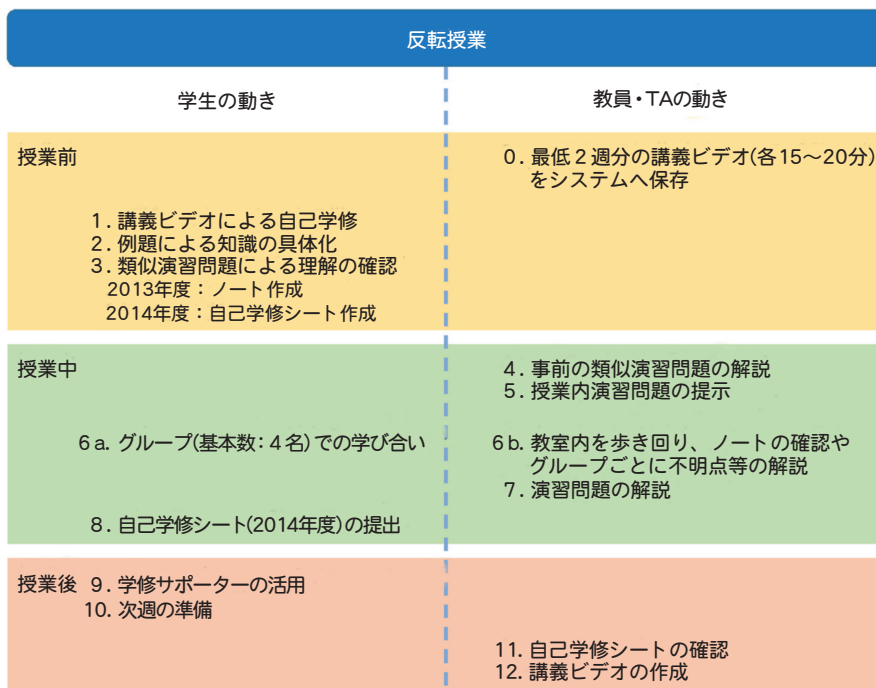 反転授業
学生の動き
教員・TAの動き
授業前
0. 最低2週分の講義ビデオ(各15〜20分)
をシステムへ保存
1. 講義ビデオによる自己学修
2. 例題による知識の具体化
3. 類似演習問題による理解の確認
2013年度：ノート作成
2014年度：自己学修シート作成
授業中
4. 事前の類似演習問題の解説
5. 授業内演習問題の提示
6a. グループ(基本数：4名)での学び合い
6b. 教室内を歩き回り、ノートの確認や
グループごとに不明点等の解説
7. 演習問題の解説
8. 自己学修シート(2014年度)の提出
授業後
9. 学修サポーターの活用
10. 次週の準備
11. 自己学修シートの確認
12. 講義ビデオの作成